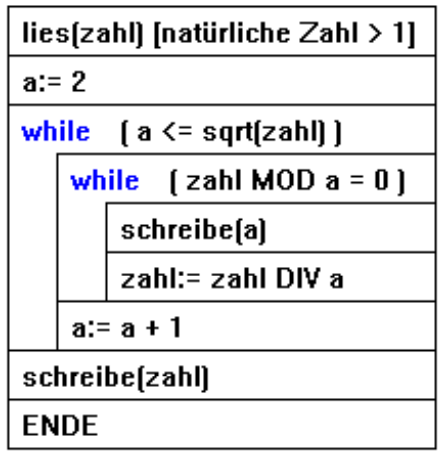 lies(zahl) [natürliche Zahl > 1]
a:= 2
while ( a <= sqrt(zahl) )
while ( zahl MOD a = 0 )
schreibe(a)
zahl:= zahl DIV a
a:= a + 1
schreibe(zahl)
ENDE